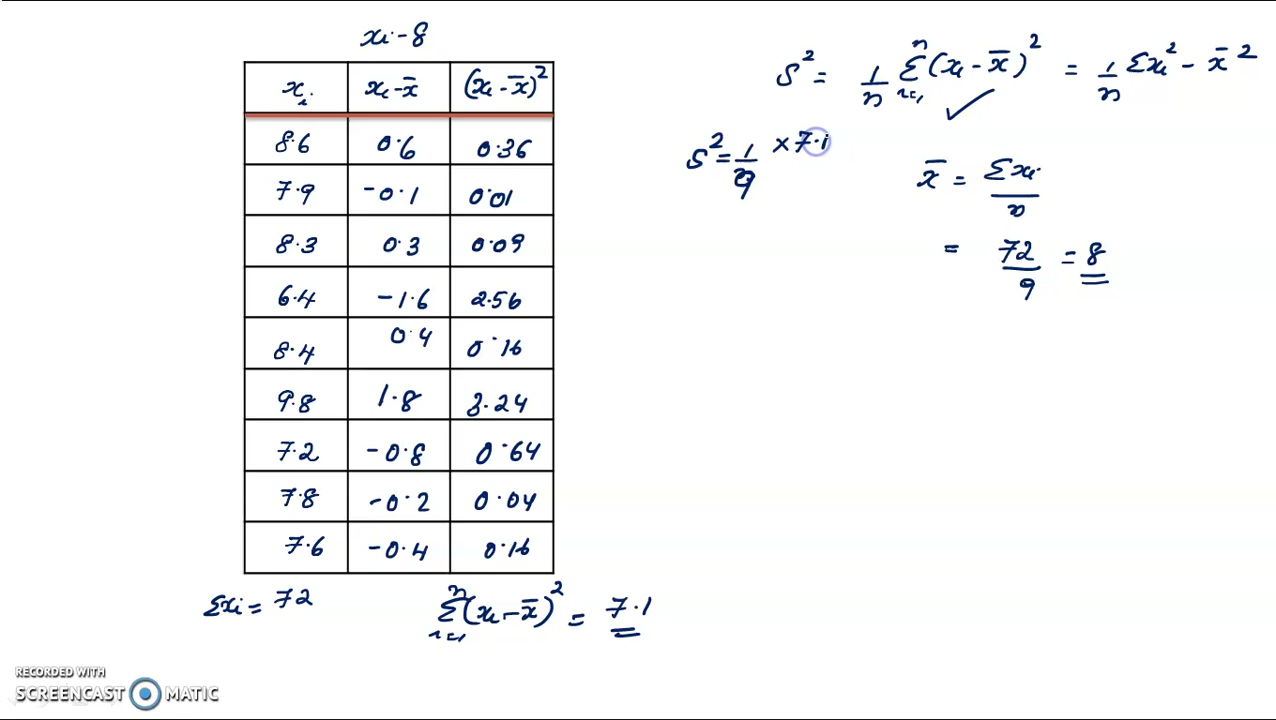 xi - 8
xi | xi - x̄ | (xi - x̄)²
8.6 | 0.6 | 0.36
7.9 | -0.1 | 0.01
8.3 | 0.3 | 0.09
6.4 | -1.6 | 2.56
8.4 | 0.4 | 0.16
9.8 | 1.8 | 3.24
7.2 | -0.8 | 0.64
7.8 | -0.2 | 0.04
7.6 | -0.4 | 0.16
Σxi = 72
n Σ i=1 (xi - x̄)² = 7.1
S² = 1/n n Σ i=1 (xi - x̄)² = 1/n Σxi² - x̄²
S² = 1/9 × 7.1
x̄ = Σxi/n
= 72/9 = 8
RECORDED WITH
SCREENCAST MATIC